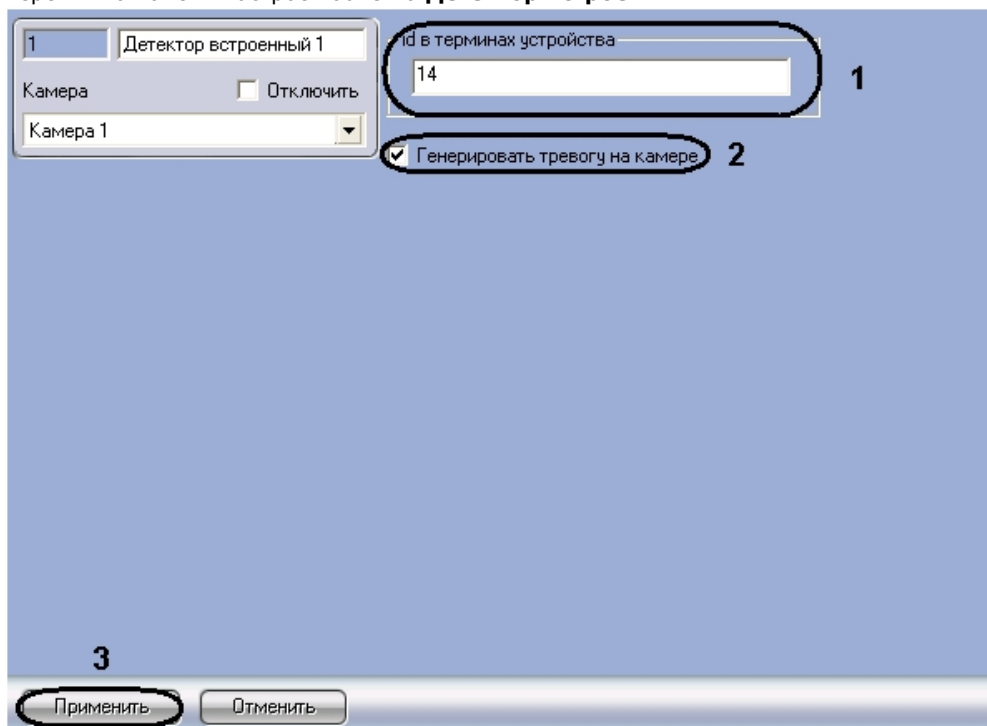 1 Детектор встроенный 1
Камера Отключить
Камера 1
id в терминах устройства
14
1
Генерировать тревогу на камере 2
3
Применить Отменить